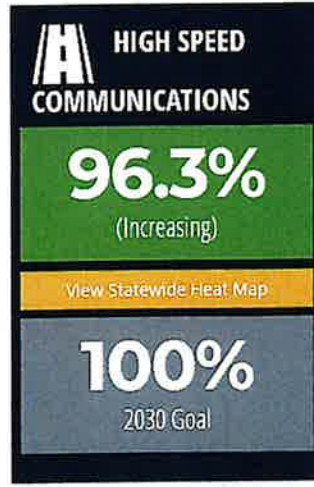 HIGH SPEED
COMMUNICATIONS
96.3%
(Increasing)
View Statewide Heat Map
100%
2030 Goal